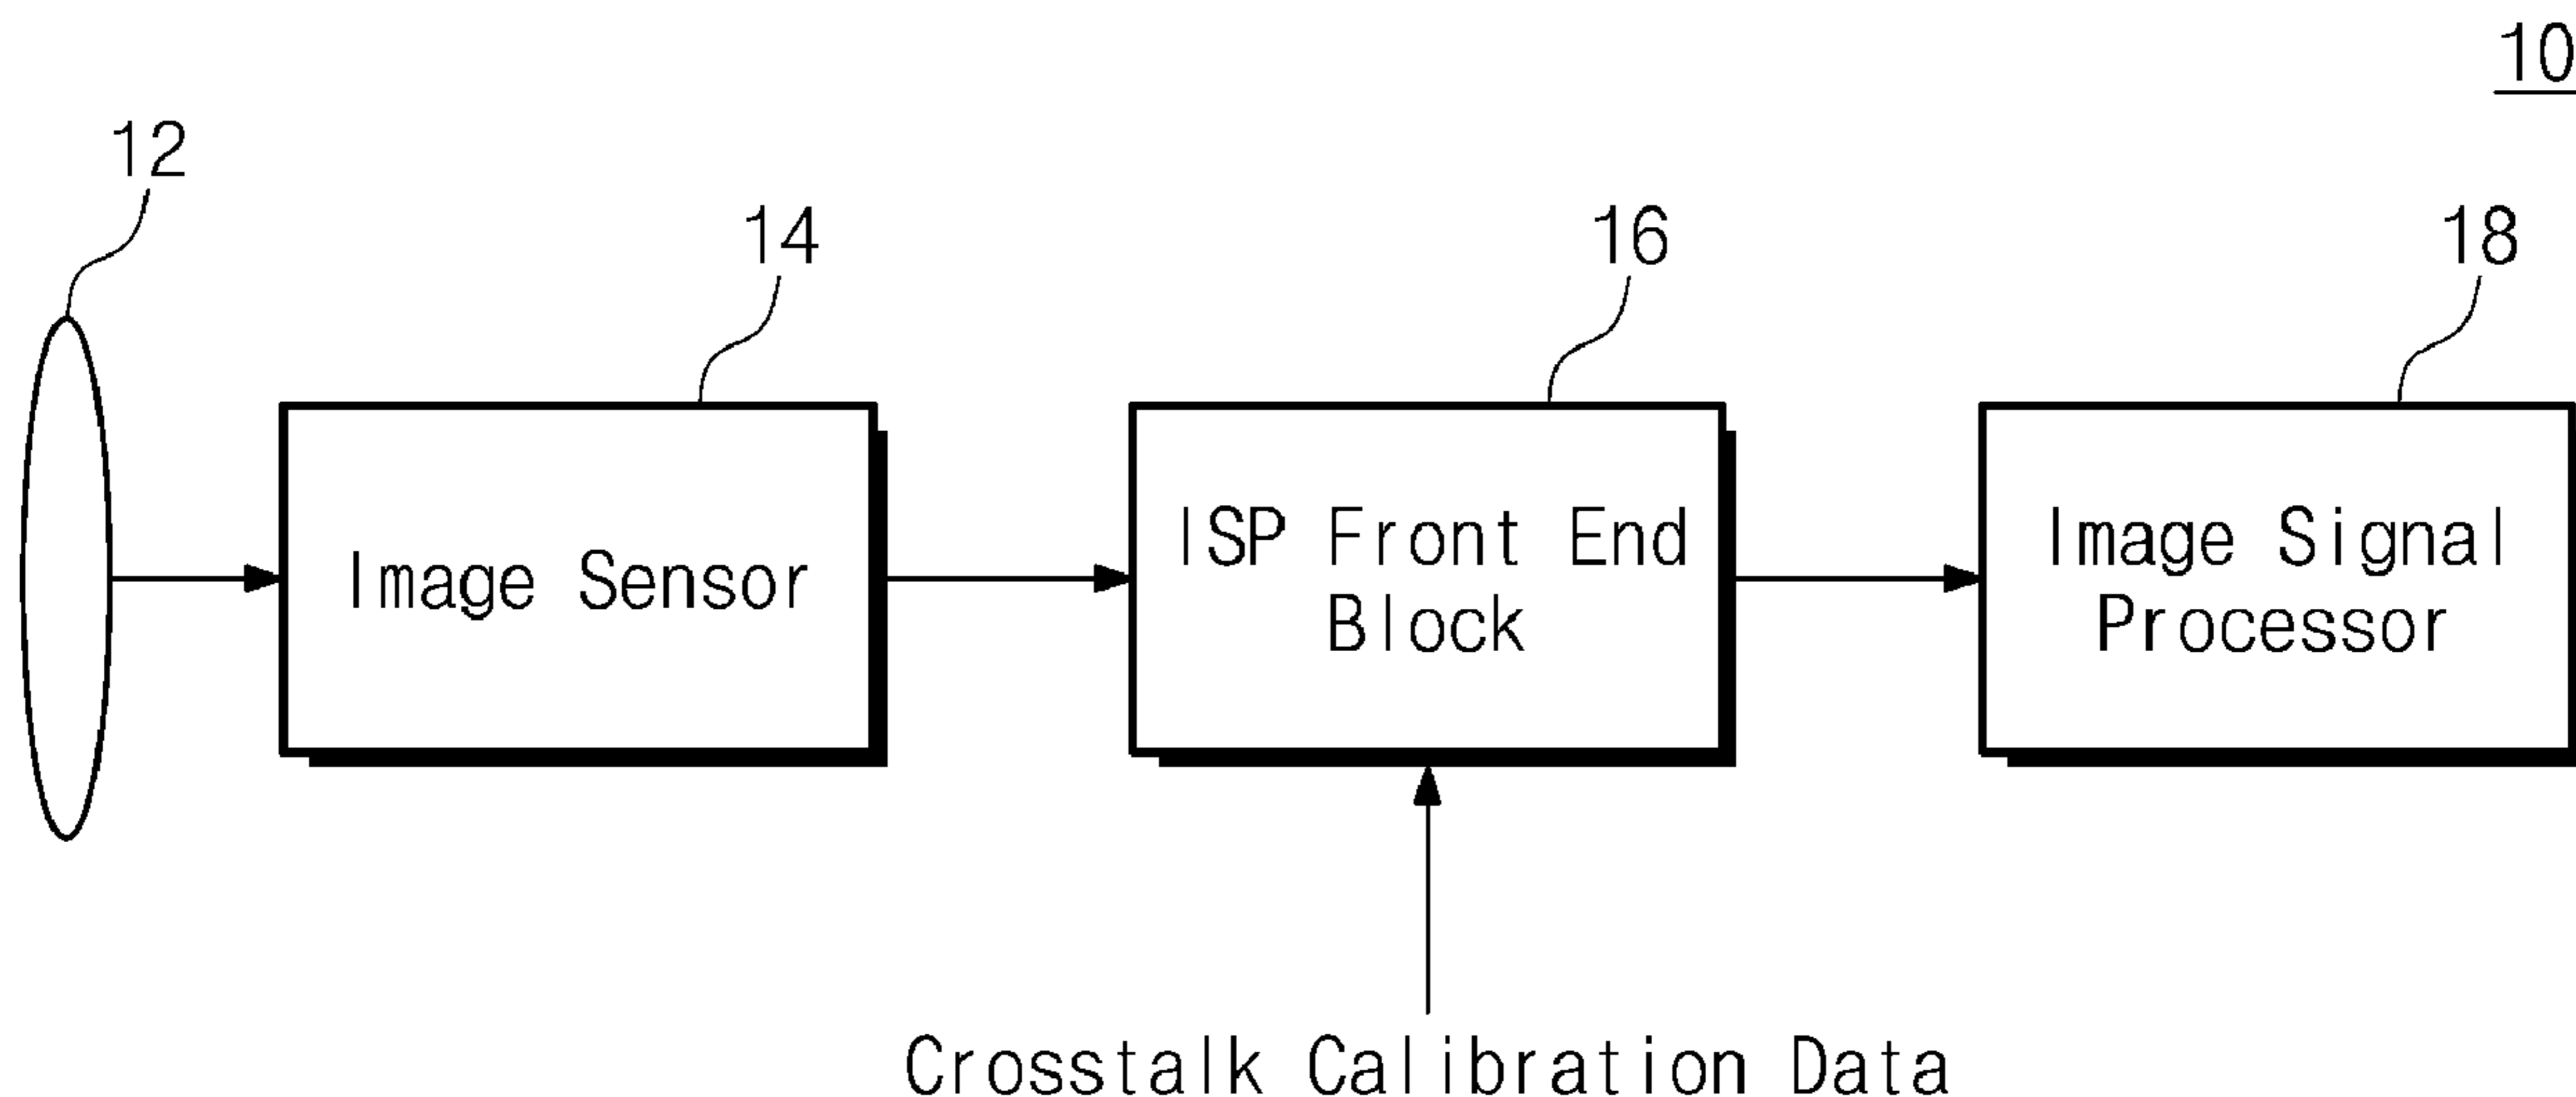 10
12
14
16
18
Image Sensor
ISP Front End
Block
Image Signal
Processor
Crosstalk Calibration Data